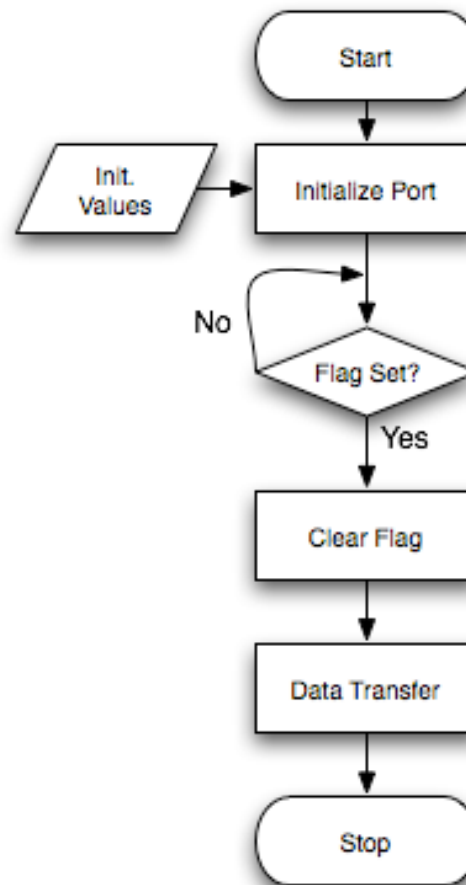 Start
Init.
Values
Initialize Port
No
Flag Set?
Yes
Clear Flag
Data Transfer
Stop